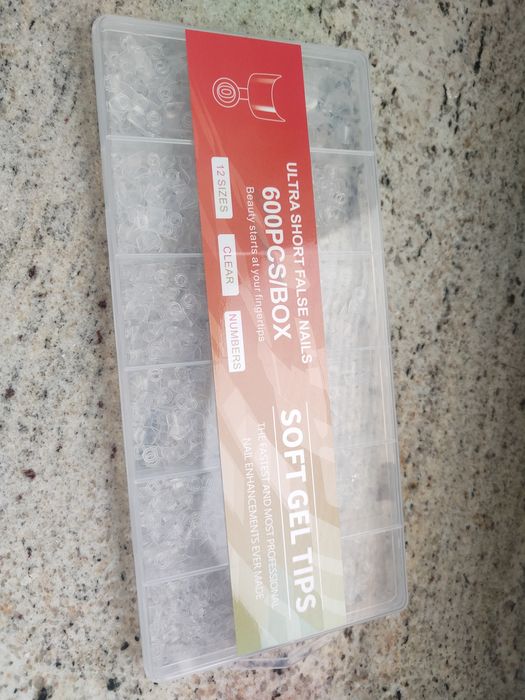 ULTRA SHORT FALSE NAILS
600PCS/BOX
Beauty starts at your fingertips
12 SIZES
CLEAR
NUMBERS
SOFT GEL TIPS
THE FASTEST AND MOST PROFESSIONAL
NAIL ENHANCEMENTS EVER MADE